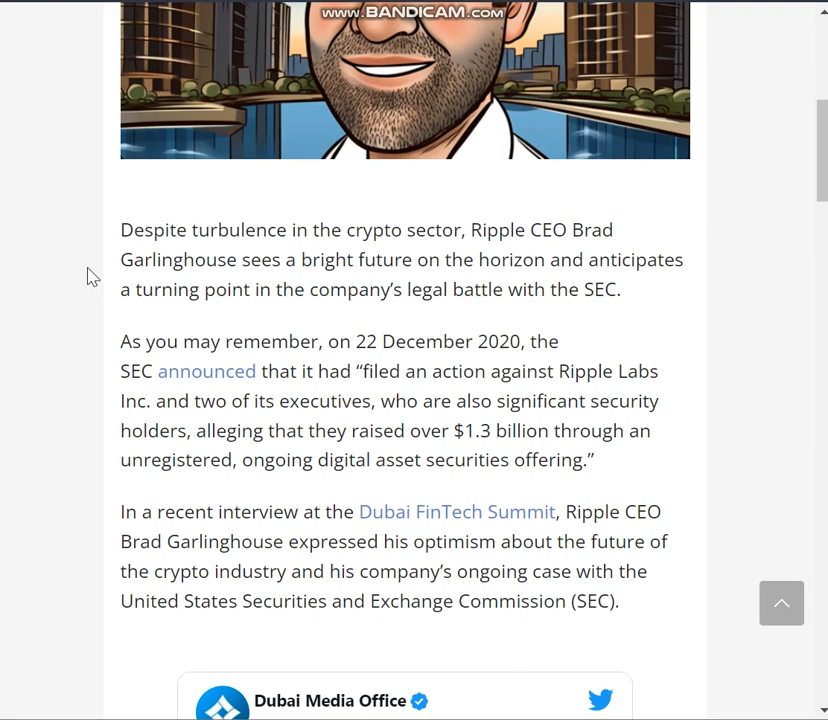 www.BANDICAM.com
Despite turbulence in the crypto sector, Ripple CEO Brad
Garlinghouse sees a bright future on the horizon and anticipates
a turning point in the company’s legal battle with the SEC.
As you may remember, on 22 December 2020, the
SEC announced that it had “filed an action against Ripple Labs
Inc. and two of its executives, who are also significant security
holders, alleging that they raised over $1.3 billion through an
unregistered, ongoing digital asset securities offering.”
In a recent interview at the Dubai FinTech Summit, Ripple CEO
Brad Garlinghouse expressed his optimism about the future of
the crypto industry and his company’s ongoing case with the
United States Securities and Exchange Commission (SEC).
Dubai Media Office